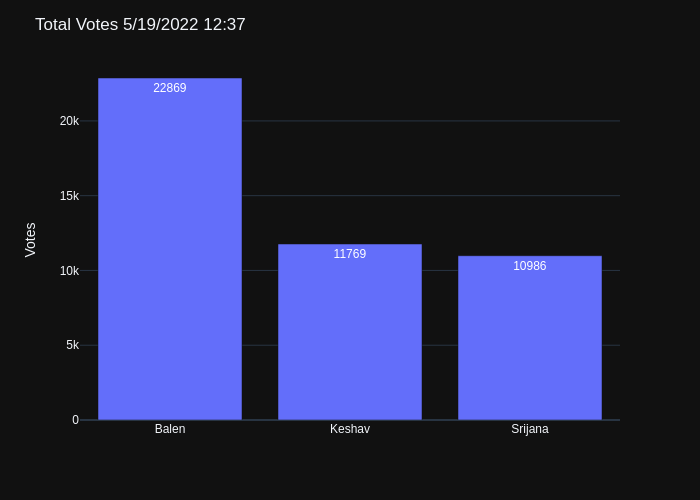 Total Votes 5/19/2022 12:37
Votes
20k
15k
10k
5k
0
22869
11769
10986
Balen Keshav Srijana